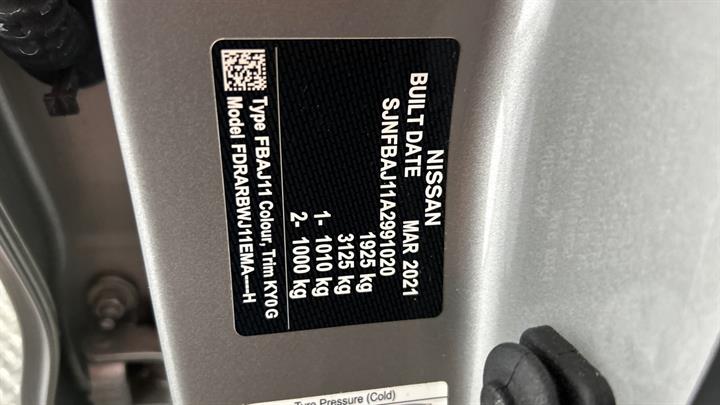 NISSAN
BUILT DATE MAR 2021
SJNFBAJ11A2991020
1925 kg
3125 kg
1- 1010 kg
2- 1000 kg
Type FBAJ11 Colour, Trim KY0G
Model FDRARBWJ11EMA----H
Tyre Pressure (Cold)